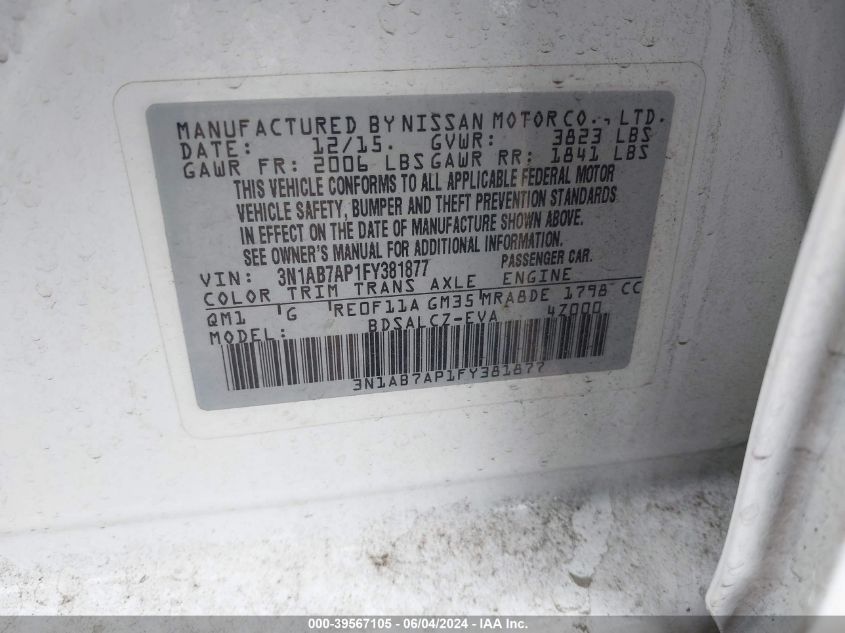 MANUFACTURED BY NISSAN MOTOR CO., LTD.
DATE: 12/15. GVWR: 3823 LBS
GAWR FR: 2006 LBS GAWR RR: 1841 LBS
THIS VEHICLE CONFORMS TO ALL APPLICABLE FEDERAL MOTOR
VEHICLE SAFETY, BUMPER AND THEFT PREVENTION STANDARDS
IN EFFECT ON THE DATE OF MANUFACTURE SHOWN ABOVE.
SEE OWNER'S MANUAL FOR ADDITIONAL INFORMATION.
VIN: 3N1AB7AP1FY381877 PASSENGER CAR.
COLOR TRIM TRANS AXLE ENGINE
QM1 G RE0F11A GM35 MRA8DE 1798 CC
MODEL: BDSALCZ-EVA 4Z000
3N1AB7AP1FY381877
000-39567105 - 06/04/2024 - IAA Inc.